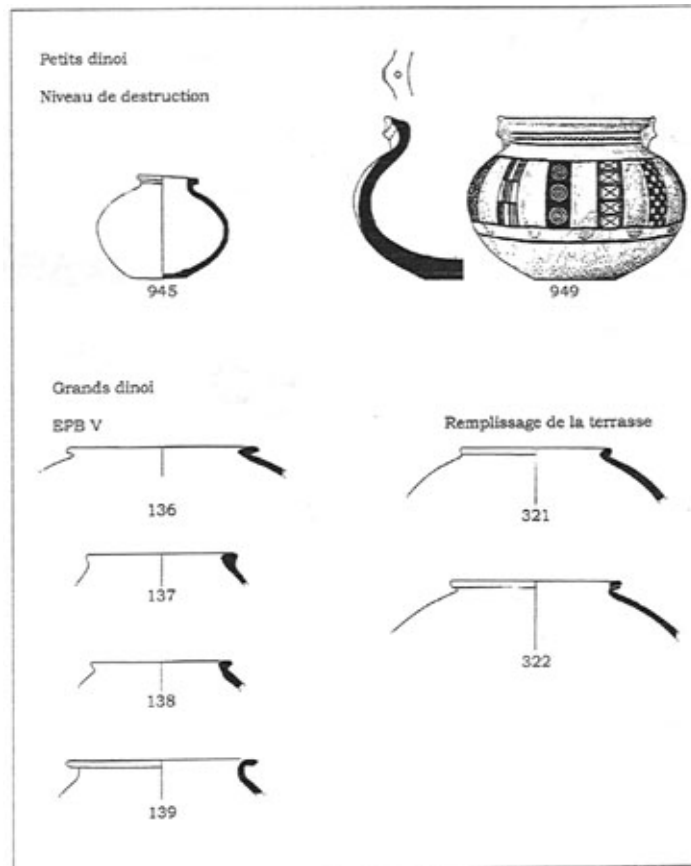 Petits dinoi
Niveau de destruction
945
949
Grands dinoi
EPB V
Remplissage de la terrasse
136
321
137
322
138
139